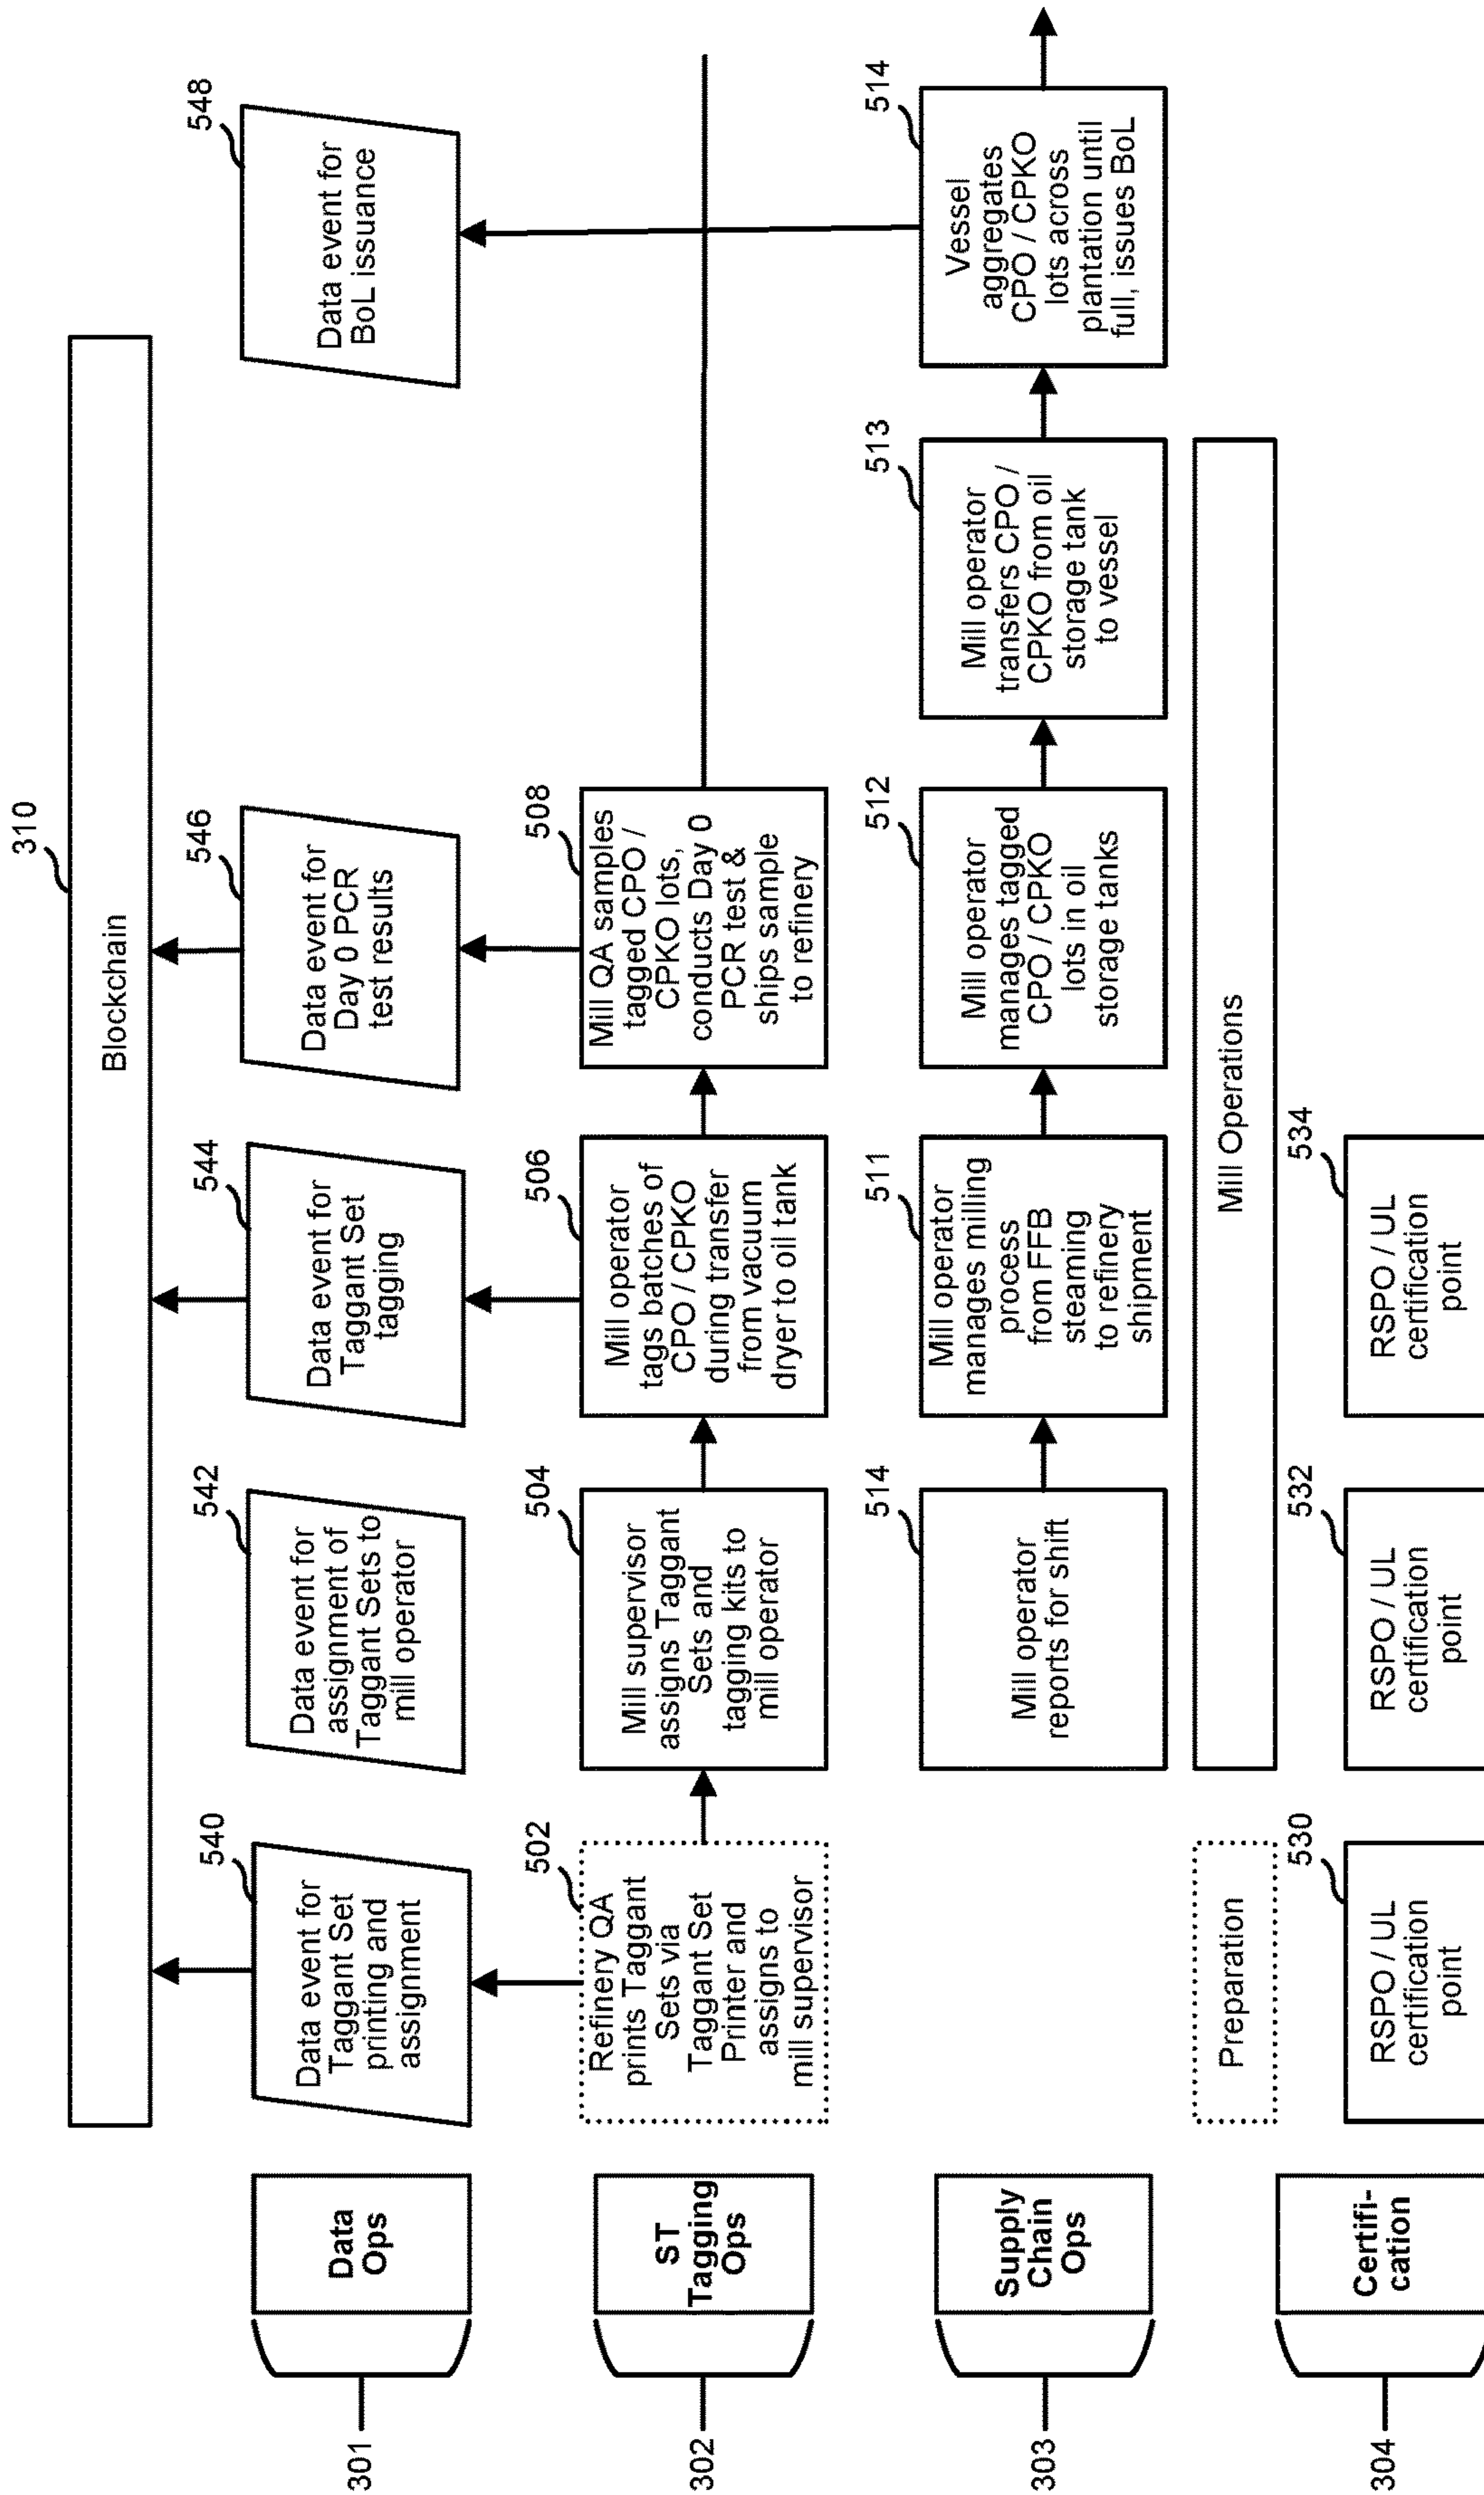 310
Blockchain
301
Data
Ops
540
Data event for
Taggant Set
printing and
assignment
542
Data event for
assignment of
Taggant Sets to
mill operator
544
Data event for
Taggant Set
tagging
546
Data event for
Day 0 PCR
test results
548
Data event for
BoL issuance
302
ST
Tagging
Ops
502
Refinery QA
prints Taggant
Sets via
Taggant Set
Printer and
assigns to
mill supervisor
504
Mill supervisor
assigns Taggant
Sets and
tagging kits to
mill operator
506
Mill operator
tags batches of
CPO / CPKO
during transfer
from vacuum
dryer to oil tank
508
Mill QA samples
tagged CPO /
CPKO lots,
conducts Day 0
PCR test &
ships sample
to refinery
303
Supply
Chain
Ops
514
Mill operator
reports for shift
511
Mill operator
manages milling
process
from FFB
steaming
to refinery
shipment
512
Mill operator
manages tagged
CPO / CPKO
lots in oil
storage tanks
513
Mill operator
transfers CPO /
CPKO from oil
storage tank
to vessel
514
Vessel
aggregates
CPO / CPKO
lots across
plantation until
full, issues BoL
Preparation
Mill Operations
304
Certifi-
cation
530
RSPO / UL
certification
point
532
RSPO / UL
certification
point
534
RSPO / UL
certification
point